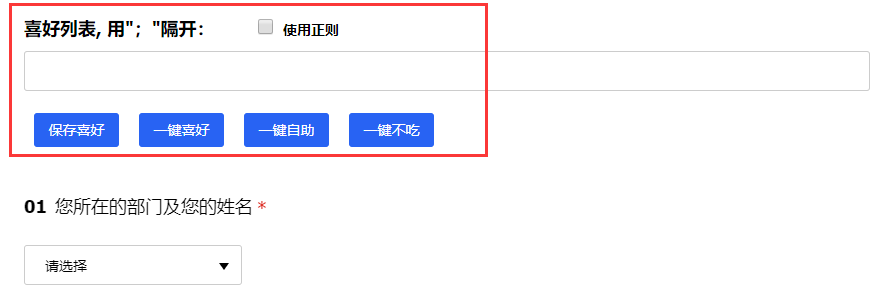 喜好列表, 用"；"隔开： 使用正则
保存喜好 一键喜好 一键自助 一键不吃
01 您所在的部门及您的姓名 *
请选择